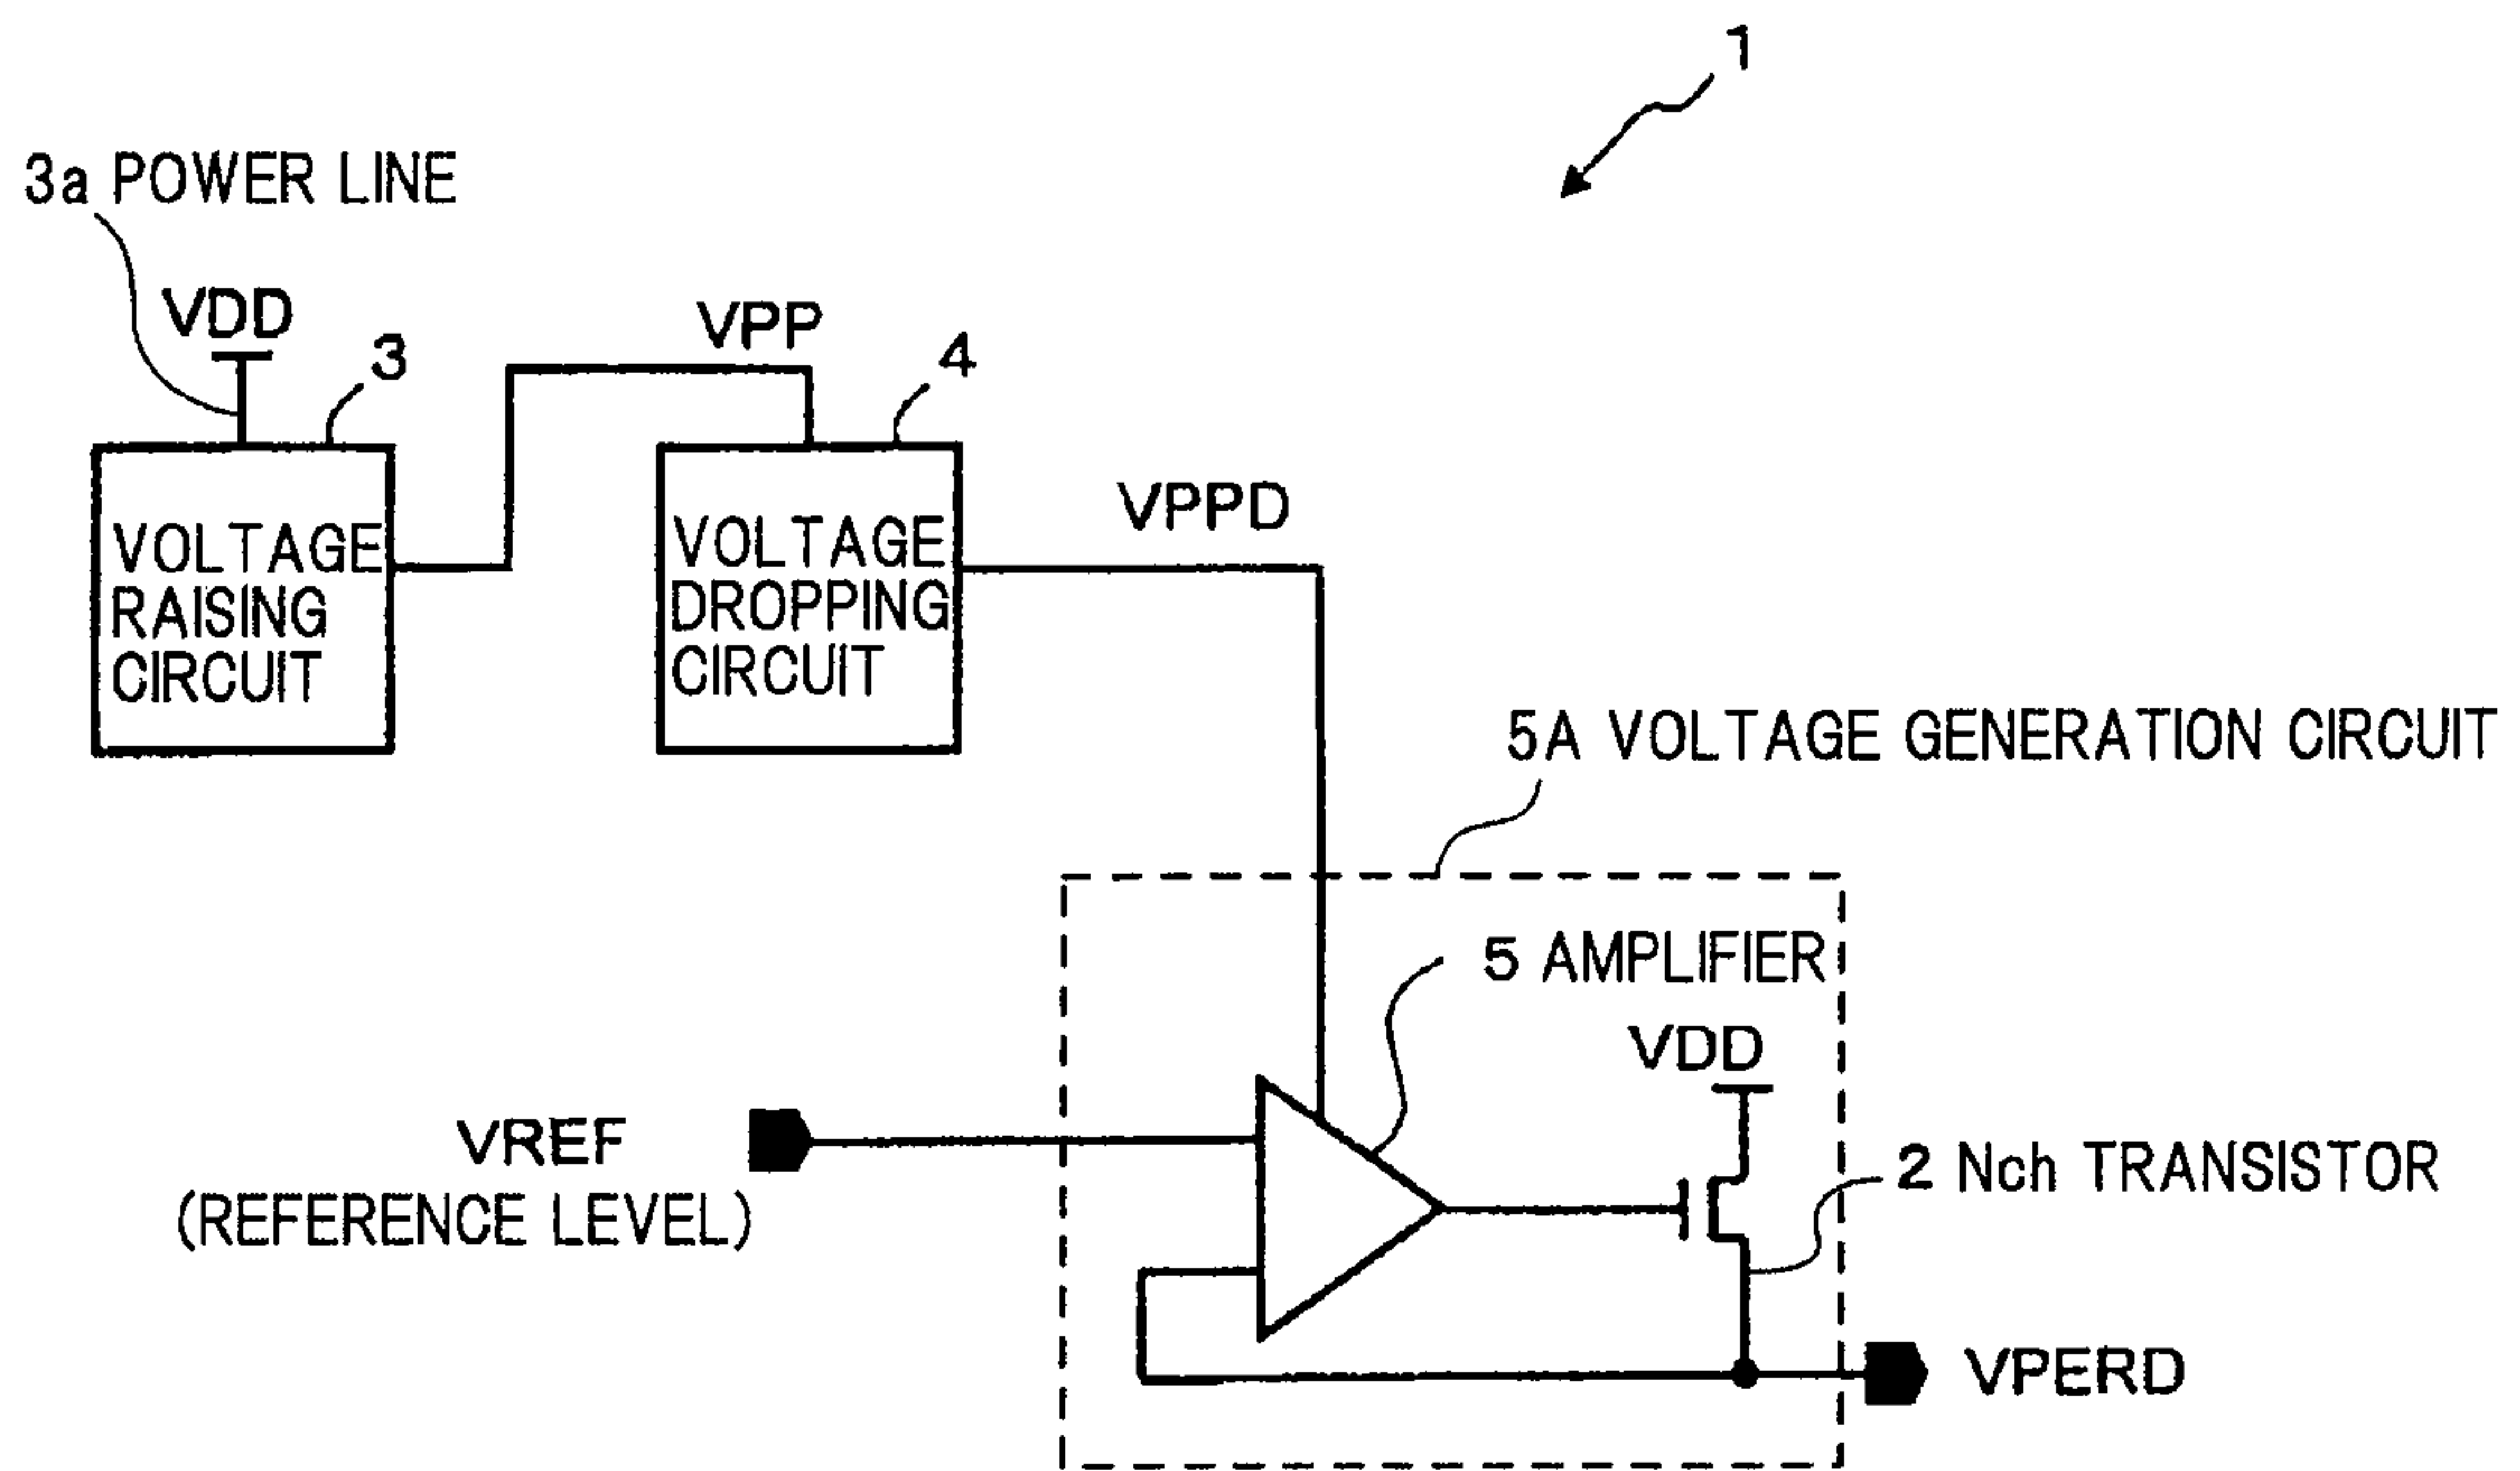 1
3a POWER LINE
VDD
3
VPP
4
VOLTAGE
RAISING
CIRCUIT
VOLTAGE
DROPPING
CIRCUIT
VPPD
5A VOLTAGE GENERATION CIRCUIT
5 AMPLIFIER
VDD
VREF
(REFERENCE LEVEL)
2 Nch TRANSISTOR
VPERD